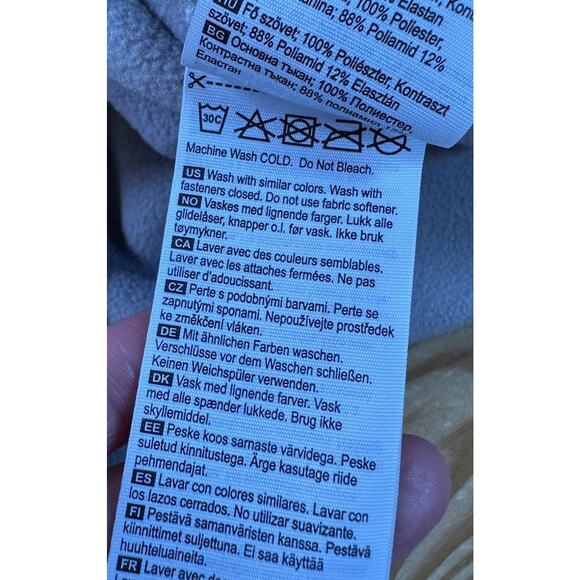 88% Poliamid 12%
HU Fő szövet; 100% Poliészter, Kontraszt
szövet; 88% Poliamid 12% Elasztán
BG Основна тъкан; 100% Полиестер,
Контрастна тъкан; 88%
Еластан
30C
Machine Wash COLD. Do Not Bleach.
US Wash with similar colors. Wash with
fasteners closed. Do not use fabric softener.
NO Vaskes med lignende farger. Lukk alle
glidelåser, knapper o.l. før vask. Ikke bruk
tøymykner.
CA Laver avec des couleurs semblables.
Laver avec les attaches fermées. Ne pas
utiliser d'adoucissant.
CZ Perte s podobnými barvami. Perte se
zapnutými sponami. Nepoužívejte prostředek
ke změkčení vláken.
DE Mit ähnlichen Farben waschen.
Verschlüsse vor dem Waschen schließen.
Keinen Weichspüler verwenden.
DK Vask med lignende farver. Vask
med alle spænder lukkede. Brug ikke
skyllemiddel.
EE Peske koos sarnaste värvidega. Peske
suletud kinnitustega. Ärge kasutage riide
pehmendajat.
ES Lavar con colores similares. Lavar con
los lazos cerrados. No utilizar suavizante.
FI Pestävä samanväristen kanssa. Pestävä
kiinnittimet suljettuna. Ei saa käyttää
huuhteluaineita.
FR Laver avec des